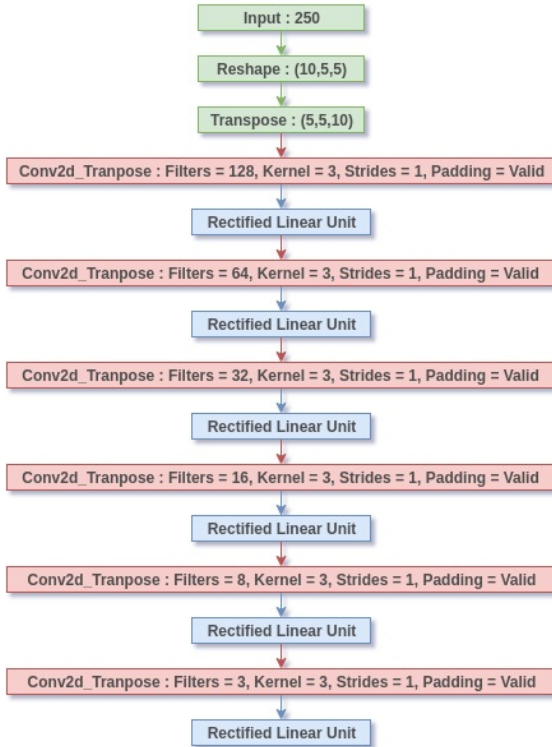 Input : 250
Reshape : (10,5,5)
Transpose : (5,5,10)
Conv2d_Tranpose : Filters = 128, Kernel = 3, Strides = 1, Padding = Valid
Rectified Linear Unit
Conv2d_Tranpose : Filters = 64, Kernel = 3, Strides = 1, Padding = Valid
Rectified Linear Unit
Conv2d_Tranpose : Filters = 32, Kernel = 3, Strides = 1, Padding = Valid
Rectified Linear Unit
Conv2d_Tranpose : Filters = 16, Kernel = 3, Strides = 1, Padding = Valid
Rectified Linear Unit
Conv2d_Tranpose : Filters = 8, Kernel = 3, Strides = 1, Padding = Valid
Rectified Linear Unit
Conv2d_Tranpose : Filters = 3, Kernel = 3, Strides = 1, Padding = Valid
Rectified Linear Unit